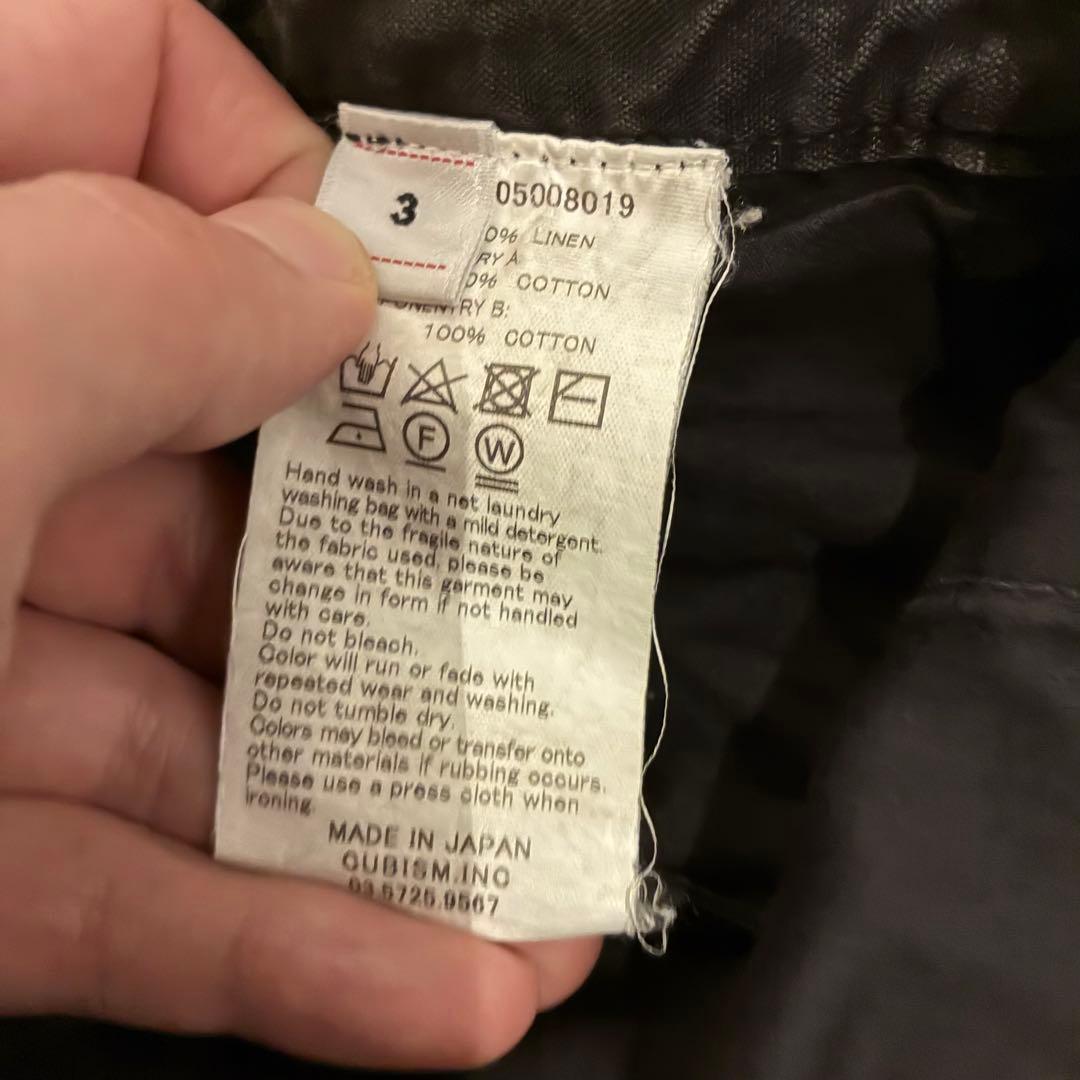 3
05008019
0% LINEN
RY A
0% COTTON
RY B:
100% COTTON
F
W
Hand wash in a net laundry
washing bag with a mild detergent.
Due to the fragile nature of
the fabric used, please be
aware that this garment may
change in form if not handled
with care.
Do not bleach.
Color will run or fade with
repeated wear and washing.
Do not tumble dry.
Colors may bleed or transfer onto
other materials if rubbing occurs.
Please use a press cloth when
ironing.
MADE IN JAPAN
CUBISM.INC
03.5725.9567